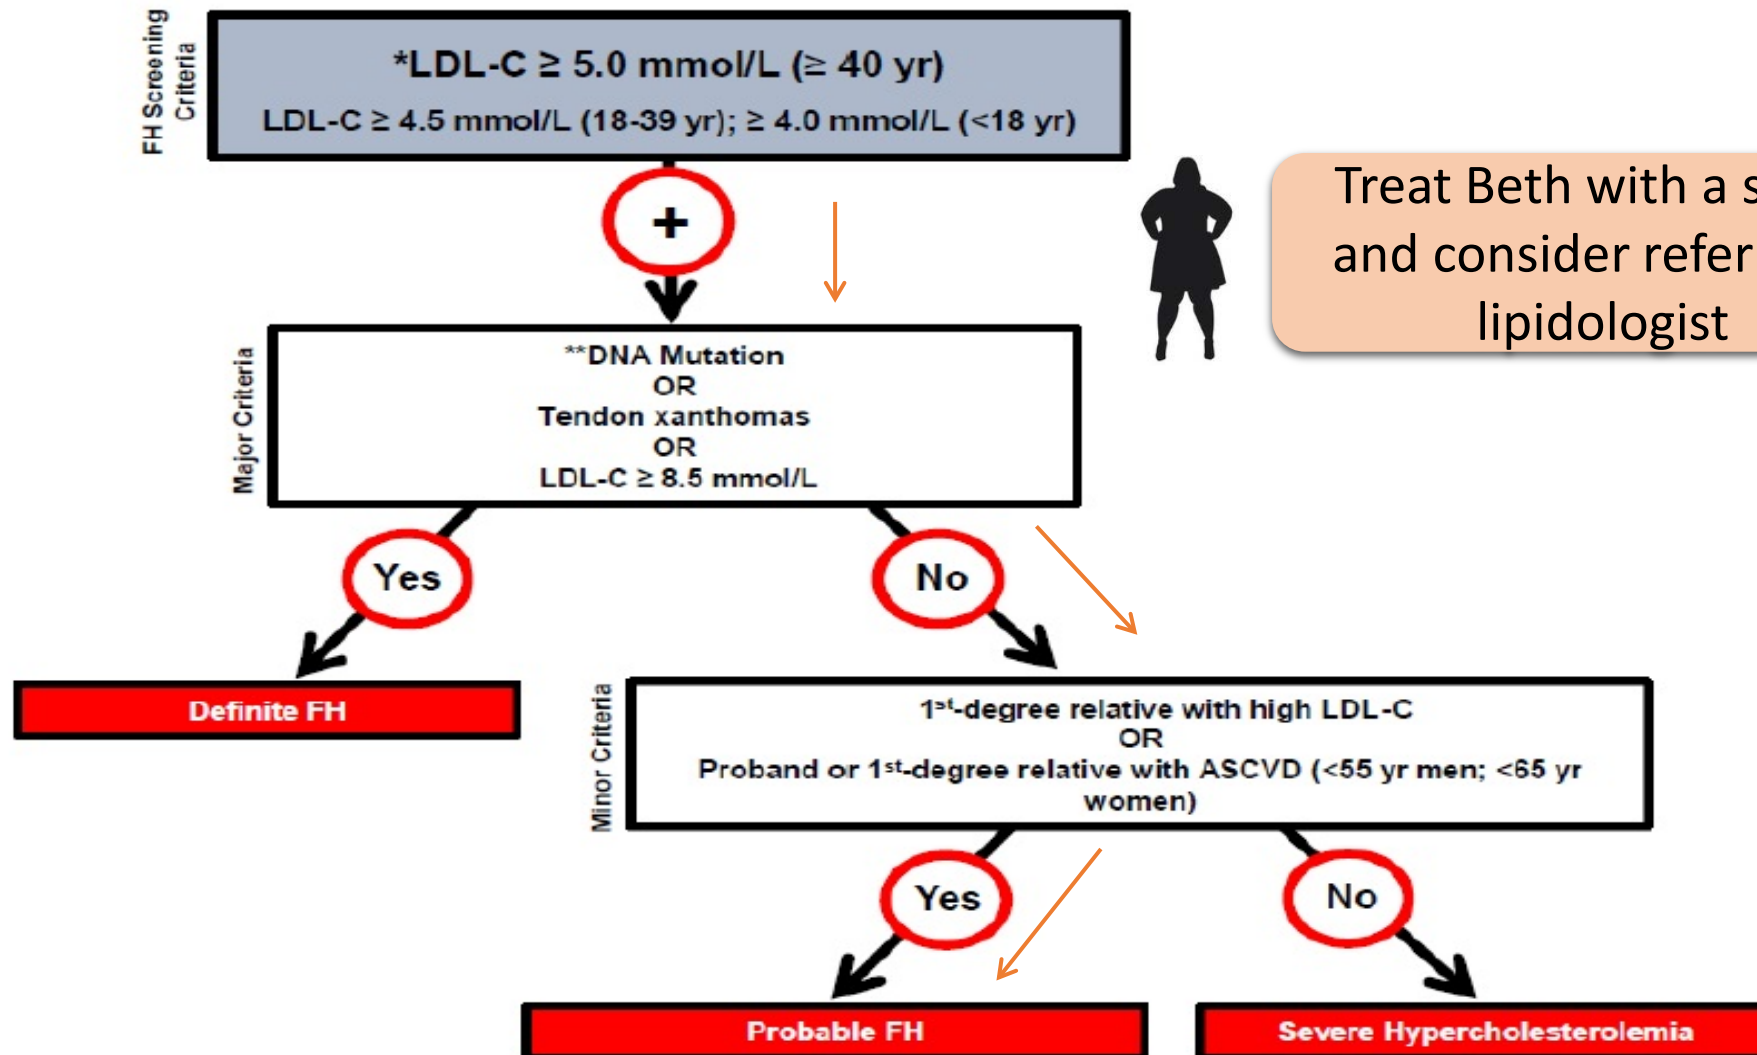 FH Screening
Criteria
*LDL-C ≥ 5.0 mmol/L (≥ 40 yr)
LDL-C ≥ 4.5 mmol/L (18-39 yr); ≥ 4.0 mmol/L (<18 yr)
+
Treat Beth with a s
and consider refer
lipidologist
Major Criteria
**DNA Mutation
OR
Tendon xanthomas
OR
LDL-C ≥ 8.5 mmol/L
Yes
No
Definite FH
Minor Criteria
1st-degree relative with high LDL-C
OR
Proband or 1st-degree relative with ASCVD (<55 yr men; <65 yr
women)
Yes
No
Probable FH
Severe Hypercholesterolemia